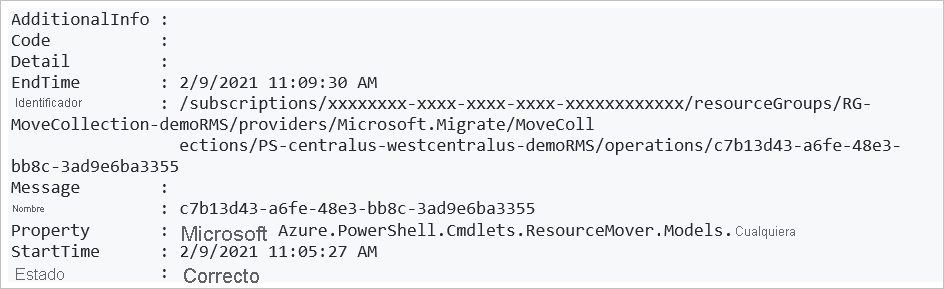 AdditionalInfo :
Code :
Detail :
EndTime : 2/9/2021 11:09:30 AM
Identificador : /subscriptions/xxxxxxxx-xxxx-xxxx-xxxx-xxxxxxxxxxxx/resourceGroups/RG-
MoveCollection-demoRMS/providers/Microsoft.Migrate/MoveColl
ections/PS-centralus-westcentralus-demoRMS/operations/c7b13d43-a6fe-48e3-
bb8c-3ad9e6ba3355
Message :
Nombre : c7b13d43-a6fe-48e3-bb8c-3ad9e6ba3355
Property : Microsoft Azure.PowerShell.Cmdlets.ResourceMover.Models. Cualquiera
StartTime : 2/9/2021 11:05:27 AM
Estado : Correcto